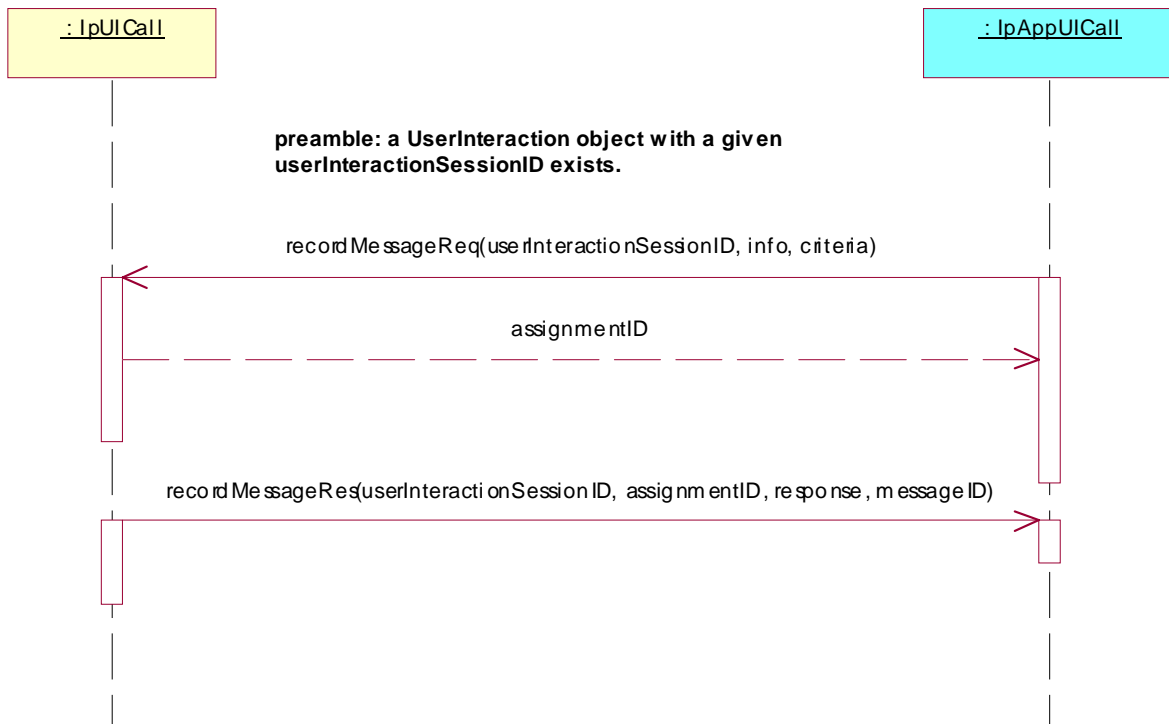 : IpUICall
: IpAppUICall
preamble: a UserInteraction object with a given
userInteractionSessionID exists.
recordMessageReq(userInteractionSessionID, info, criteria)
assignmentID
recordMessageRes(userInteractionSessionID, assignmentID, response, messageID)